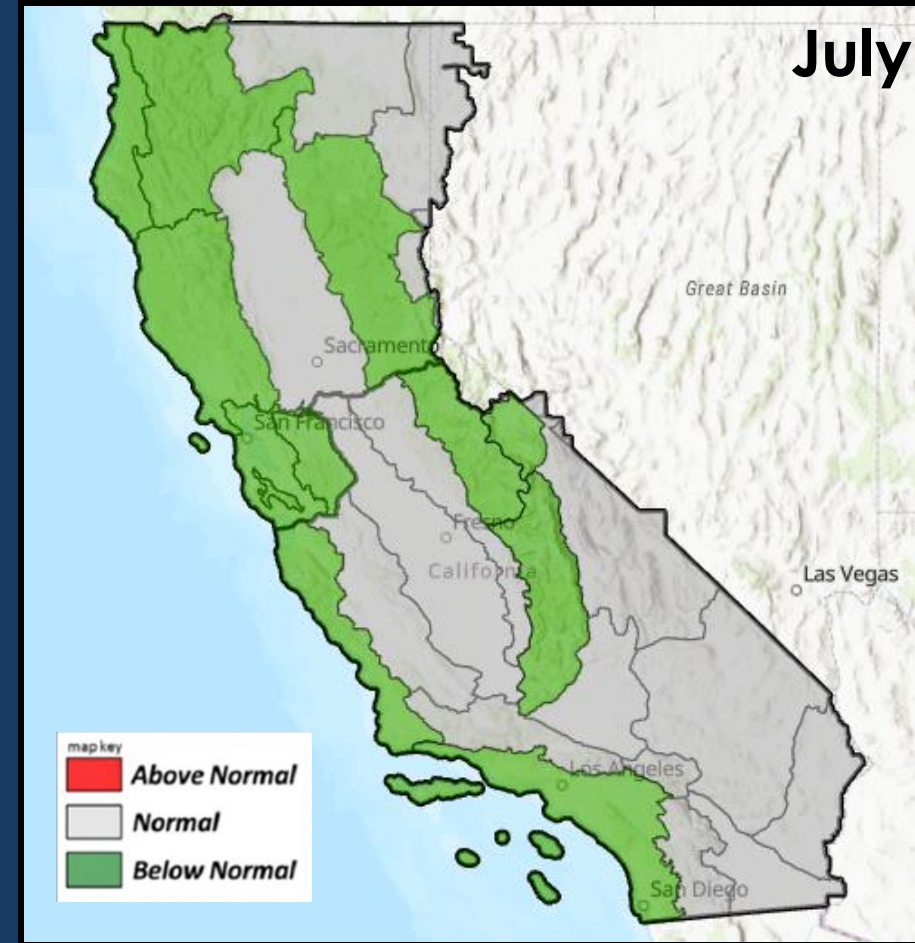 July
Great Basin
Sacramento
San Francisco
Fresno
California
Las Vegas
Los Angeles
San Diego
map key
Above Normal
Normal
Below Normal